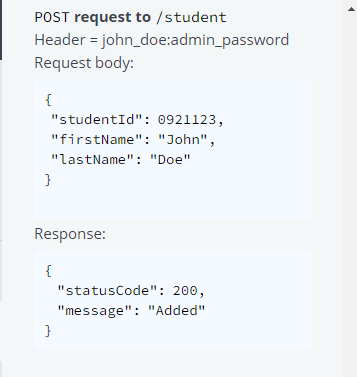 POST request to /student
Header = john_doe:admin_password
Request body:
{
"studentId": 0921123,
"firstName": "John",
"lastName": "Doe"
}
Response:
{
"statusCode": 200,
"message": "Added"
}